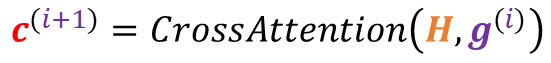 c^{(i+1)} = CrossAttention(H, g^{(i)})